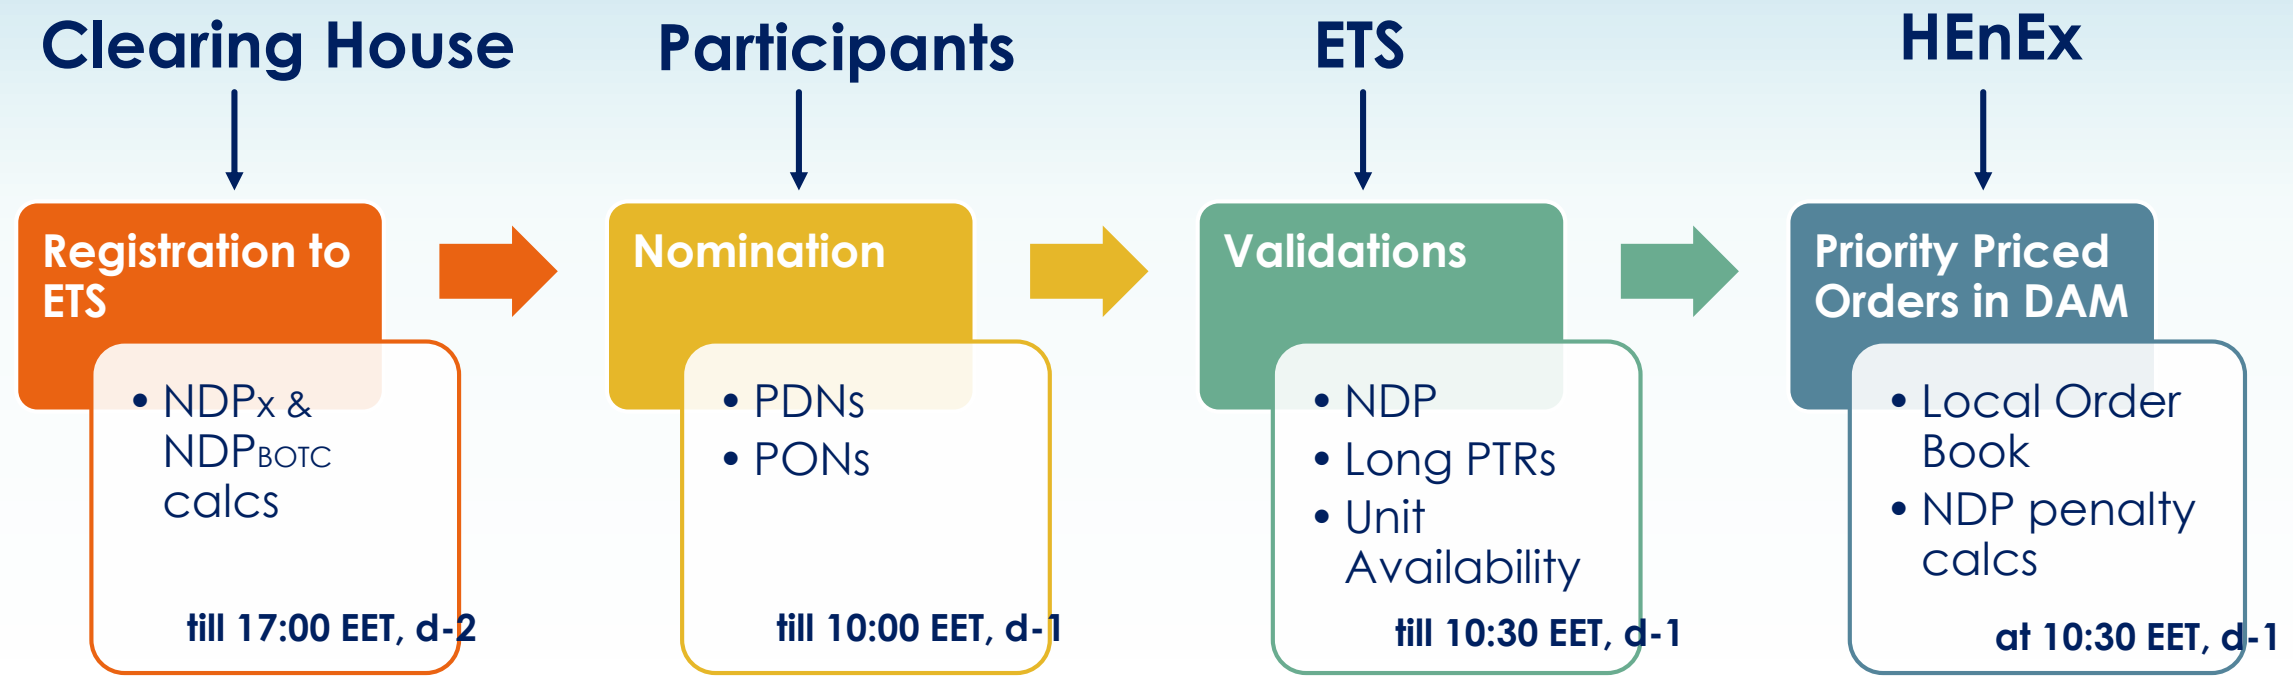 Clearing House
Participants
ETS
HEnEx
Registration to
ETS
• NDPx &
NDPBOTC
calcs
till 17:00 EET, d-2
Nomination
• PDNs
• PONs
till 10:00 EET, d-1
Validations
• NDP
• Long PTRs
• Unit
Availability
till 10:30 EET, d-1
Priority Priced
Orders in DAM
• Local Order
Book
• NDP penalty
calcs
at 10:30 EET, d-1